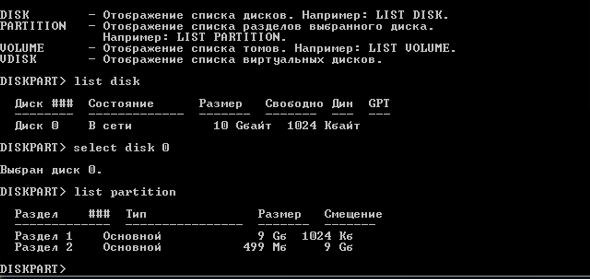 DISK        - Отображение списка дисков. Например: LIST DISK.
PARTITION   - Отображение списка разделов выбранного диска.
              Например: LIST PARTITION.
VOLUME      - Отображение списка томов. Например: LIST VOLUME.
VDISK       - Отображение списка виртуальных дисков.
DISKPART> list disk
  Диск ###  Состояние      Размер   Свободно Дин  GPT
  --------  -------------  -------  -------  ---  ---
  Диск 0    В сети           10 Gбайт  1024 Kбайт
DISKPART> select disk 0
Выбран диск 0.
DISKPART> list partition
  Раздел    ###  Тип               Размер   Смещение
  -------------  ----------------  -------  -------
  Раздел 1    Основной             9 Gб  1024 Kб
  Раздел 2    Основной           499 Mб     9 Gб
DISKPART>